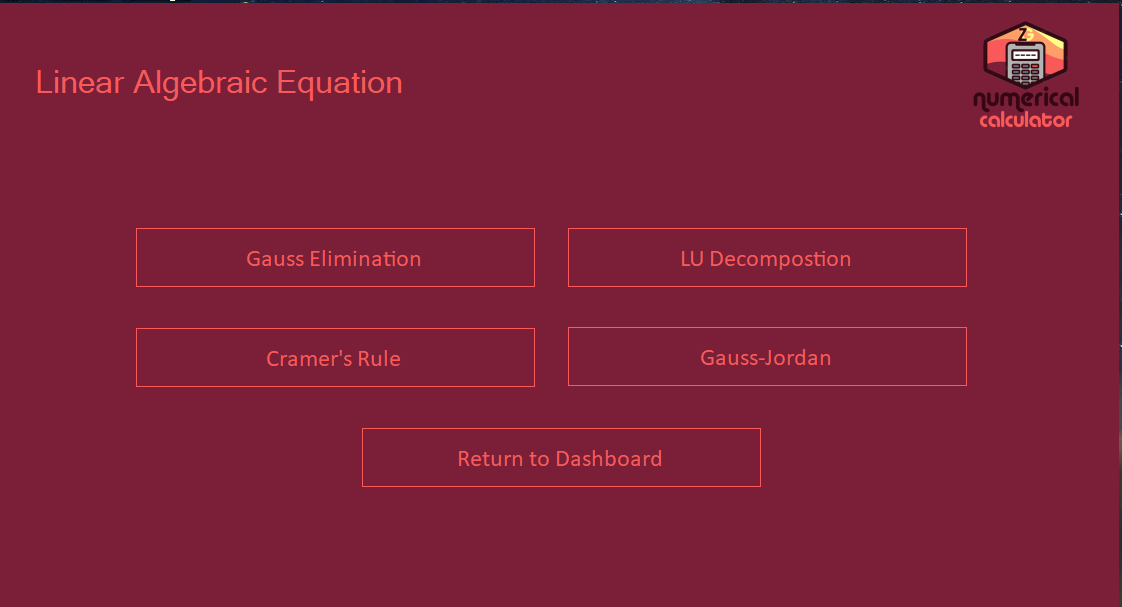 Linear Algebraic Equation
numerical
calculator
Gauss Elimination
LU Decompostion
Cramer's Rule
Gauss-Jordan
Return to Dashboard